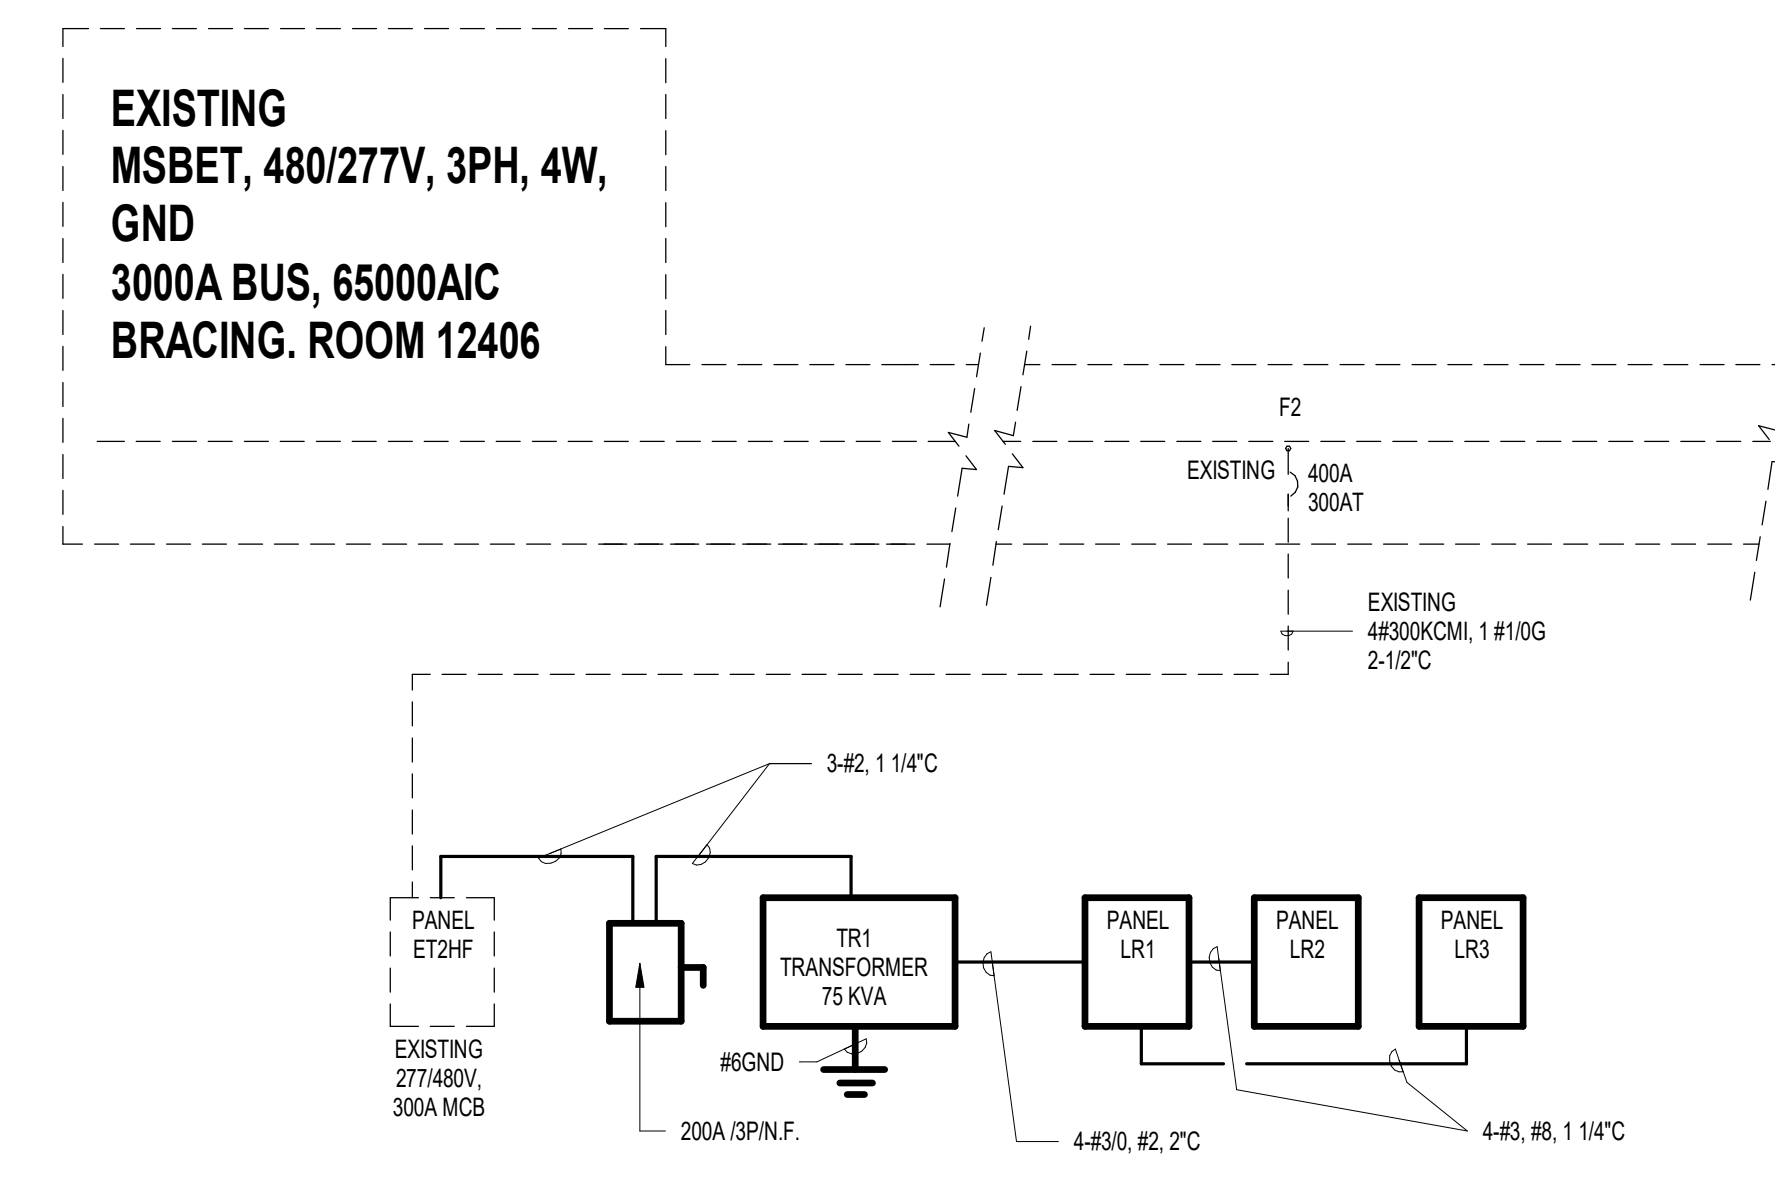 EXISTING
MSBET, 480/277V, 3PH, 4W,
GND
3000A BUS, 65000AIC
BRACING. ROOM 12406
F2
EXISTING
400A
300AT
EXISTING
4#300KCMI, 1 #1/0G
2-1/2"C
3-#2, 1 1/4"C
PANEL
ET2HF
EXISTING
277/480V,
300A MCB
TR1
TRANSFORMER
75 KVA
PANEL
LR1
PANEL
LR2
PANEL
LR3
#6GND
200A /3P/N.F.
4-#3/0, #2, 2"C
4-#3, #8, 1 1/4"C